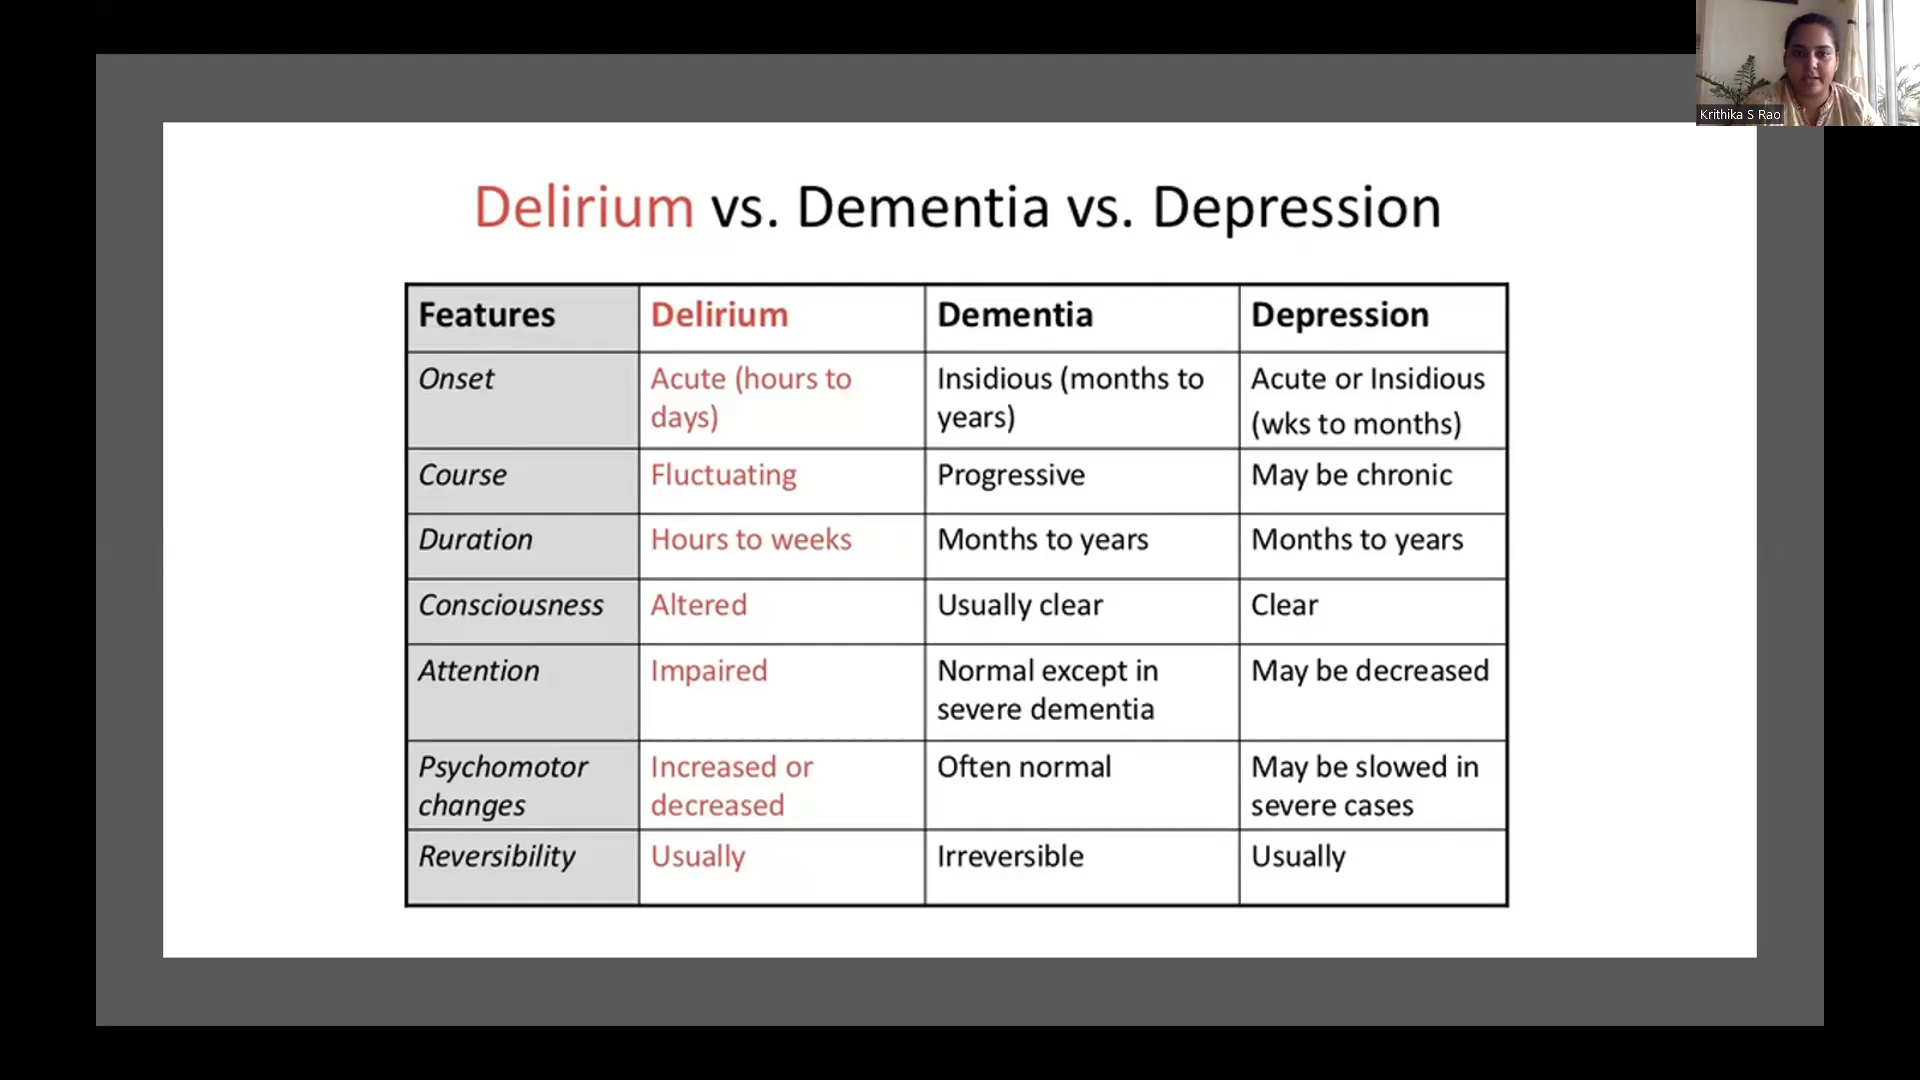 Krithika S Rao
Delirium vs. Dementia vs. Depression
Features Delirium Dementia Depression
Onset Acute (hours to days) Insidious (months to years) Acute or Insidious (wks to months)
Course Fluctuating Progressive May be chronic
Duration Hours to weeks Months to years Months to years
Consciousness Altered Usually clear Clear
Attention Impaired Normal except in severe dementia May be decreased
Psychomotor changes Increased or decreased Often normal May be slowed in severe cases
Reversibility Usually Irreversible Usually